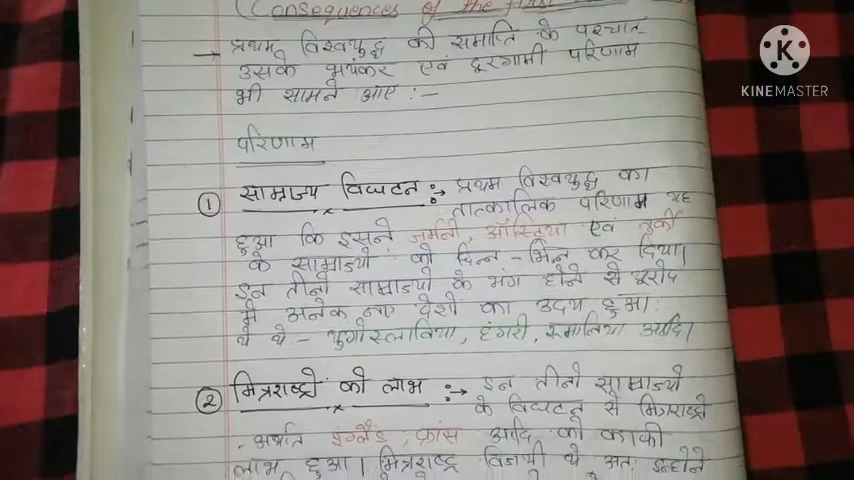 Consequences of the First
→ प्रथम विश्वयुद्ध की समाप्ति के पश्चात
उसके भयंकर एवं दूरगामी परिणाम
भी सामने आए :-
परिणाम
① साम्राज्य विघटन :→ प्रथम विश्वयुद्ध का
तात्कालिक परिणाम यह
हुआ कि इसने जर्मनी, ऑस्ट्रिया एवं तुर्की
के साम्राज्यों को छिन्न-भिन्न कर दिया।
इन तीनों साम्राज्यों के भंग होने से यूरोप
मे अनेक नए देशों का उदय हुआ।
ये थे - युगोस्लाविया, हंगरी, रुमानिया आदि।
② मित्रराष्ट्रों को लाभ :→ इन तीनों साम्राज्यों
के विघटन से मित्रराष्ट्रों
अर्थात इंग्लैंड, फ्रांस आदि को काफी
लाभ हुआ। मित्रराष्ट्र विजयी थे अतः इन्होंने
KINEMASTER